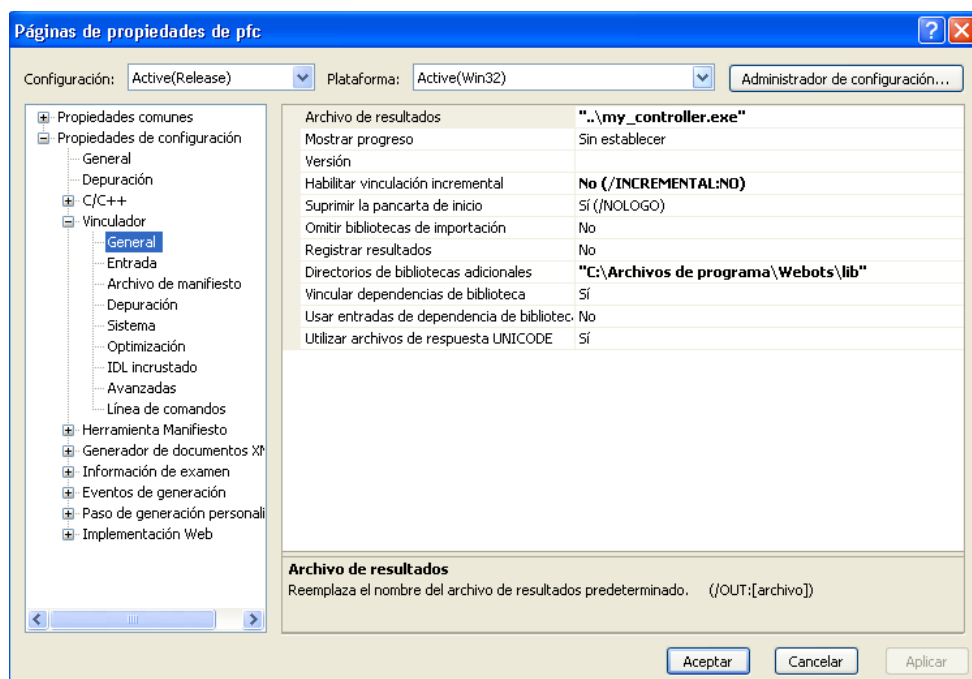 Páginas de propiedades de pfc
Configuración: Active(Release) Plataforma: Active(Win32) Administrador de configuración...
Propiedades comunes
Propiedades de configuración
General
Depuración
C/C++
Vinculador
General
Entrada
Archivo de manifiesto
Depuración
Sistema
Optimización
IDL incrustado
Avanzadas
Línea de comandos
Herramienta Manifiesto
Generador de documentos XM
Información de examen
Eventos de generación
Paso de generación personali
Implementación Web
Archivo de resultados "..\my_controller.exe"
Mostrar progreso Sin establecer
Versión
Habilitar vinculación incremental No (/INCREMENTAL:NO)
Suprimir la pancarta de inicio Sí (/NOLOGO)
Omitir bibliotecas de importación No
Registrar resultados No
Directorios de bibliotecas adicionales "C:\Archivos de programa\Webots\lib"
Vincular dependencias de biblioteca Sí
Usar entradas de dependencia de bibliotec No
Utilizar archivos de respuesta UNICODE Sí
Archivo de resultados
Reemplaza el nombre del archivo de resultados predeterminado. (/OUT:[archivo])
Aceptar Cancelar Aplicar